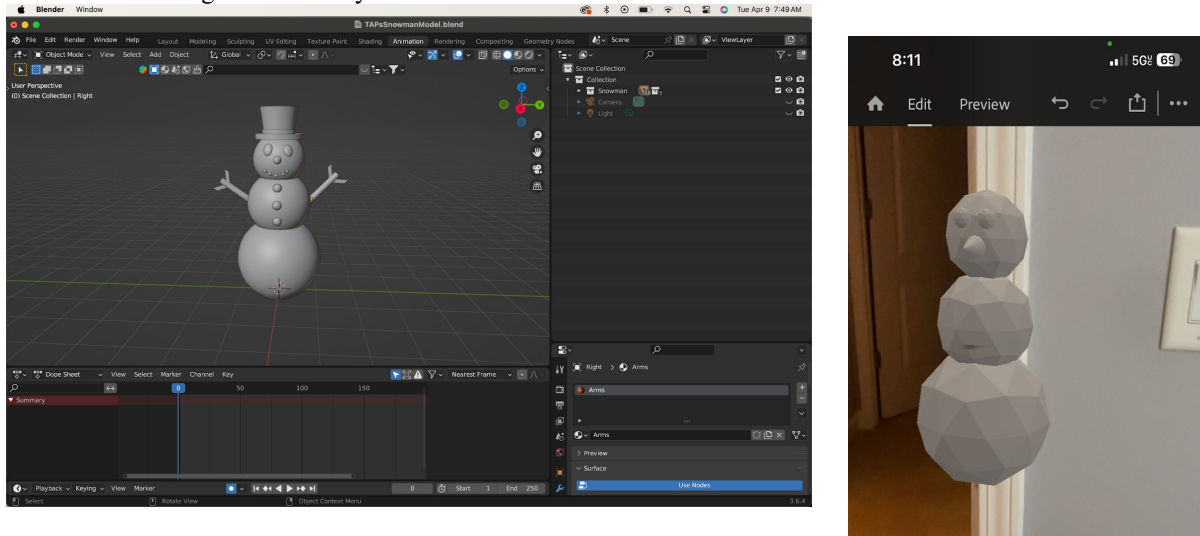 Blender Window
Tue Apr 9 7:49 AM
TAPsSnowmanModel.blend
File Edit Render Window Help Layout Modeling Sculpting UV Editing Texture Paint Shading Animation Rendering Compositing Geometry Nodes Scene ViewLayer
Object Mode View Select Add Object Global
Options
User Perspective
(0) Scene Collection | Right
Z
Y
Scene Collection
Collection
Snowman
Camera
Light
Dope Sheet Dope Sheet View Select Marker Channel Key Nearest Frame
0 50 100 150
Summary
Right > Arms
Arms
Arms
Preview
Surface
Use Nodes
Playback Keying View Marker 0 Start 1 End 250
Select Rotate View Object Context Menu 3.6.4
8:11 5G 69
Edit Preview